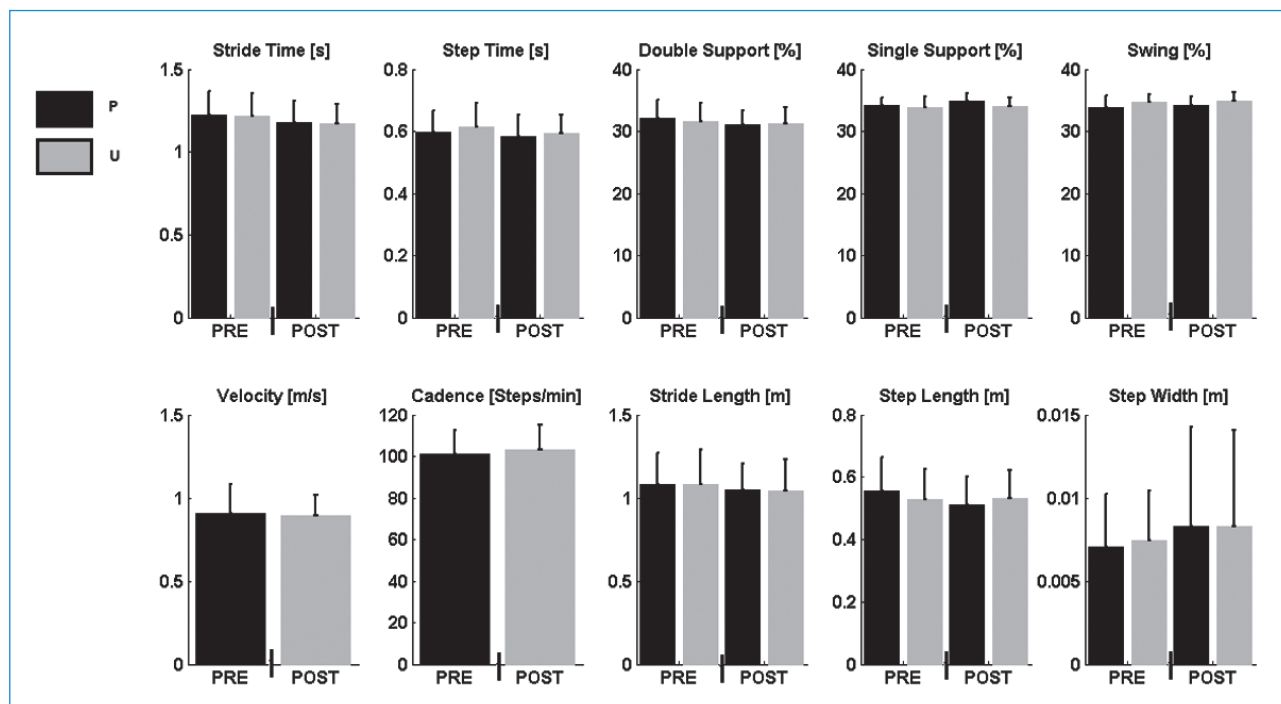 Stride Time [s]
Step Time [s]
Double Support [%]
Single Support [%]
Swing [%]
P
U
1.5
1
0.5
0
PRE
POST
0.8
0.6
0.4
0.2
0
PRE
POST
40
30
20
10
0
PRE
POST
40
30
20
10
0
PRE
POST
40
30
20
10
0
PRE
POST
Velocity [m/s]
Cadence [Steps/min]
Stride Length [m]
Step Length [m]
Step Width [m]
1.5
1
0.5
0
PRE
POST
120
100
80
60
40
20
0
PRE
POST
1.5
1
0.5
0
PRE
POST
0.8
0.6
0.4
0.2
0
PRE
POST
0.015
0.01
0.005
0
PRE
POST